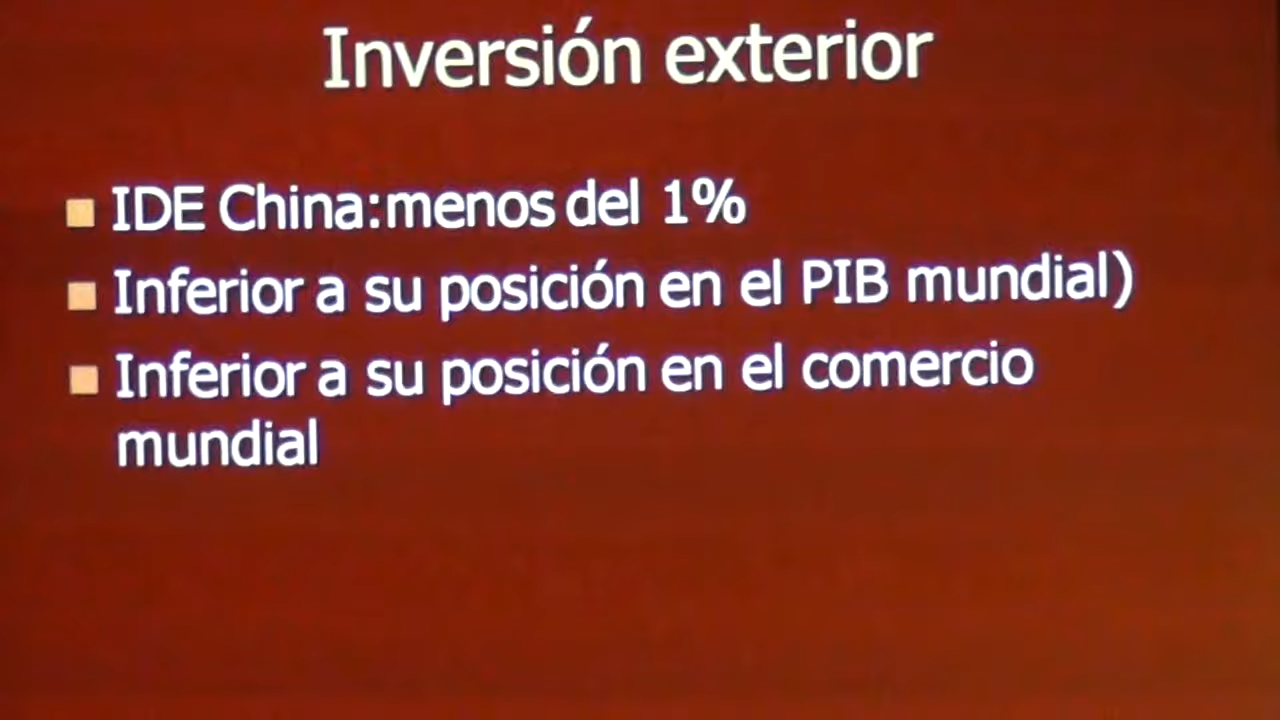 Inversión exterior
IDE China:menos del 1%
Inferior a su posición en el PIB mundial)
Inferior a su posición en el comercio
mundial